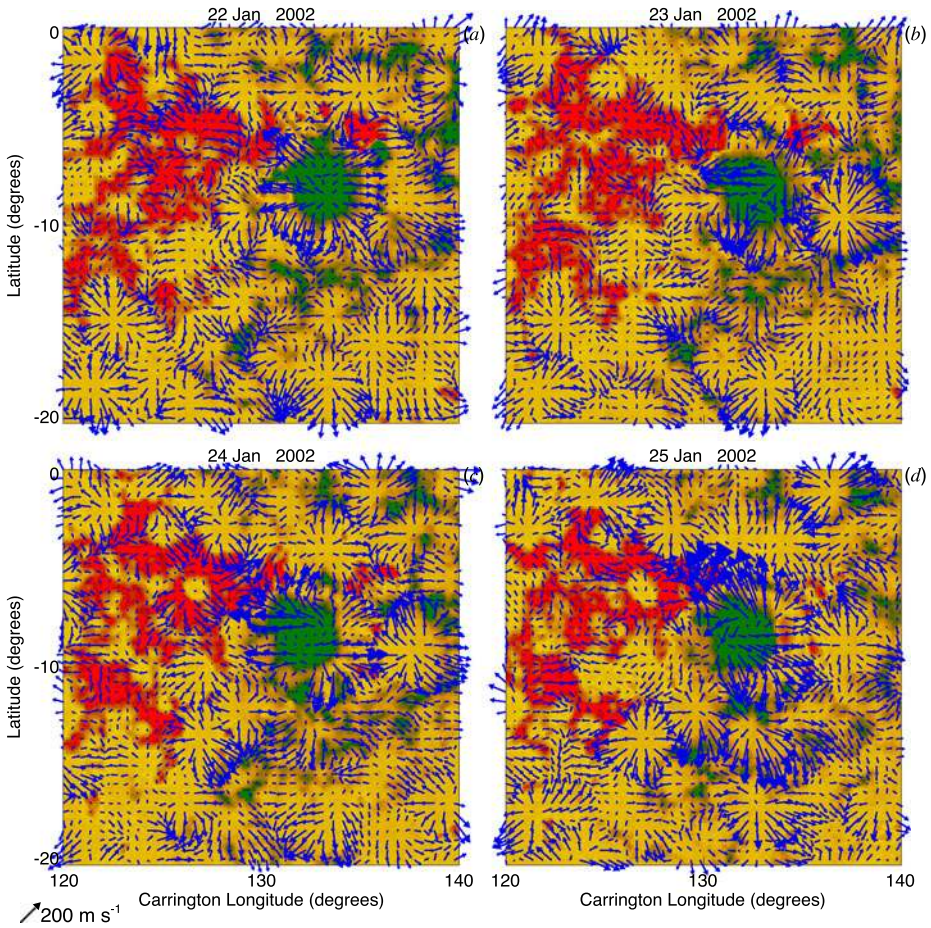 22 Jan 2002
(a)
23 Jan 2002
(b)
0
-10
-20
Latitude (degrees)
24 Jan 2002
(c)
25 Jan 2002
(d)
0
-10
-20
Latitude (degrees)
120 130 140
120 130 140
Carrington Longitude (degrees)
Carrington Longitude (degrees)
200 m s⁻¹